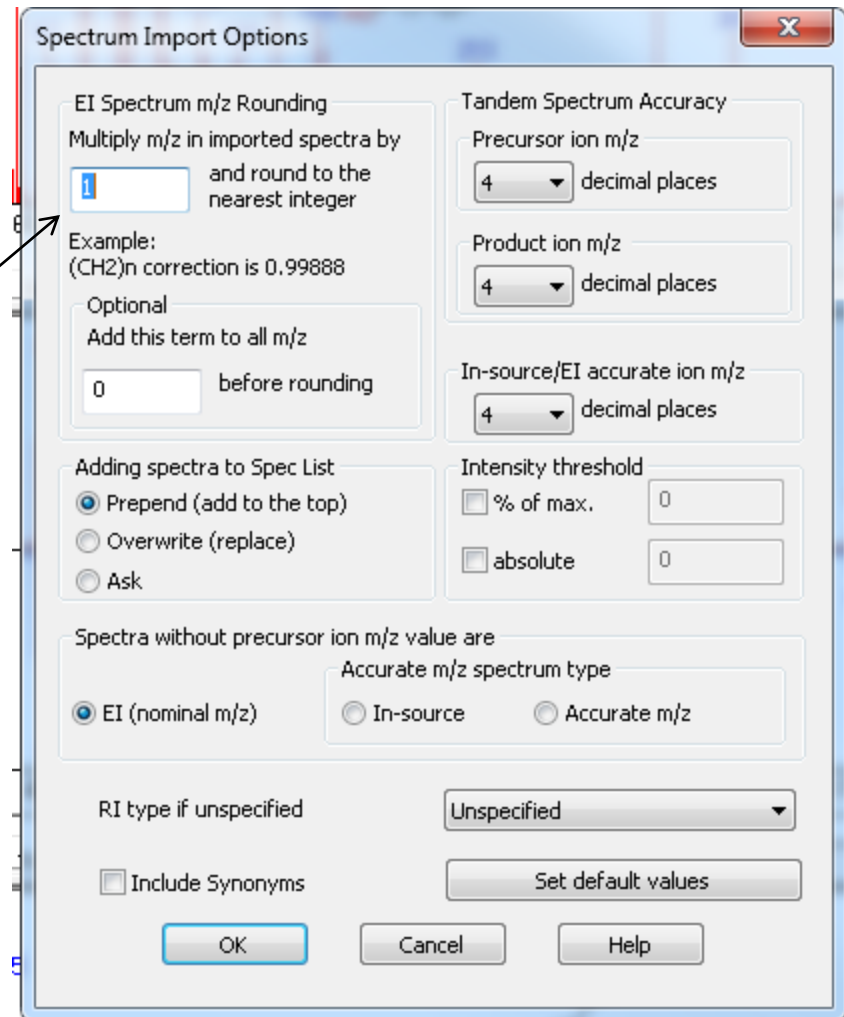 Spectrum Import Options
EI Spectrum m/z Rounding
Multiply m/z in imported spectra by
1
and round to the
nearest integer
Example:
(CH2)n correction is 0.99888
Optional
Add this term to all m/z
0
before rounding
Tandem Spectrum Accuracy
Precursor ion m/z
4
decimal places
Product ion m/z
4
decimal places
In-source/EI accurate ion m/z
4
decimal places
Adding spectra to Spec List
Prepend (add to the top)
Overwrite (replace)
Ask
Intensity threshold
% of max.
0
absolute
0
Spectra without precursor ion m/z value are
EI (nominal m/z)
Accurate m/z spectrum type
In-source
Accurate m/z
RI type if unspecified
Unspecified
Include Synonyms
Set default values
OK
Cancel
Help